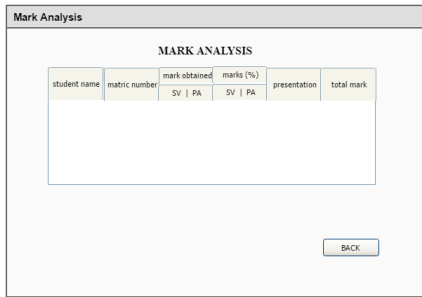 Mark Analysis
MARK ANALYSIS
student name matric number mark obtained marks (%) presentation total mark
SV | PA SV | PA
BACK